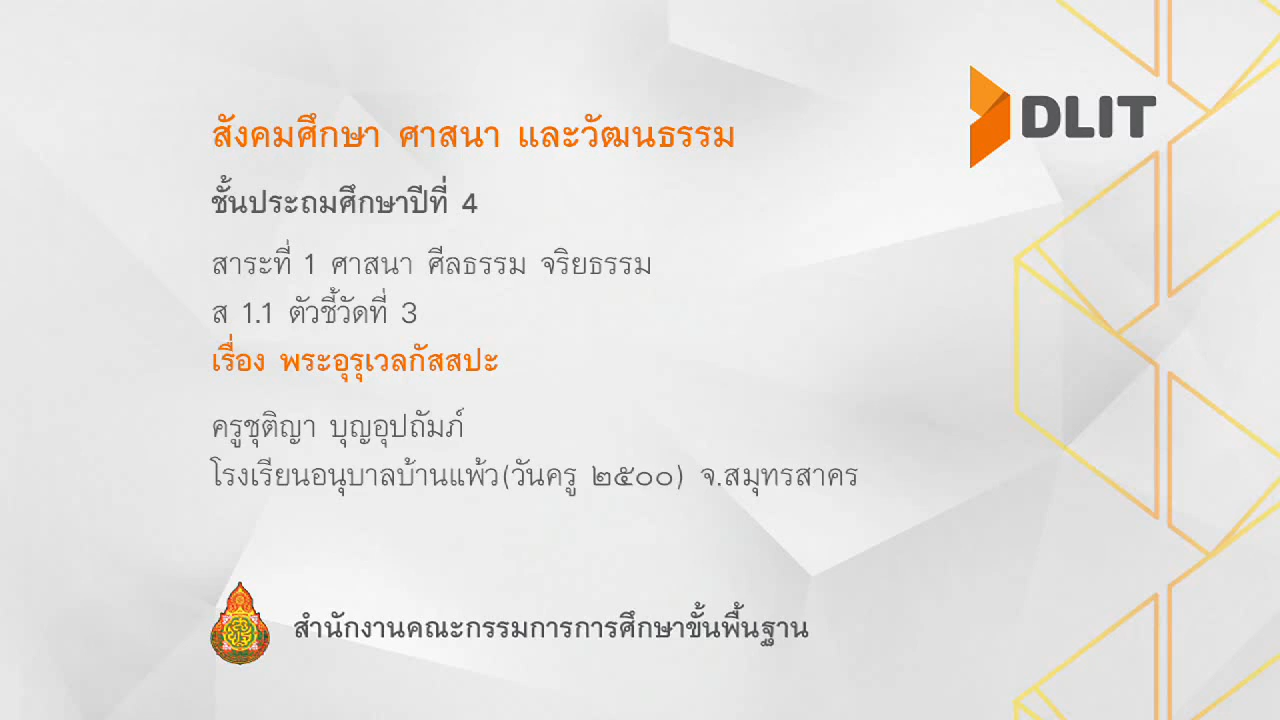 DLIT
สังคมศึกษา ศาสนา และวัฒนธรรม
ชั้นประถมศึกษาปีที่ 4
สาระที่ 1 ศาสนา ศีลธรรม จริยธรรม
ส 1.1 ตัวชี้วัดที่ 3
เรื่อง พระอุรุเวลกัสสปะ
ครูชุติญา บุญอุปถัมภ์
โรงเรียนอนุบาลบ้านแพ้ว(วันครู ๒๕๐๐) จ.สมุทรสาคร
สำนักงานคณะกรรมการการศึกษาขั้นพื้นฐาน